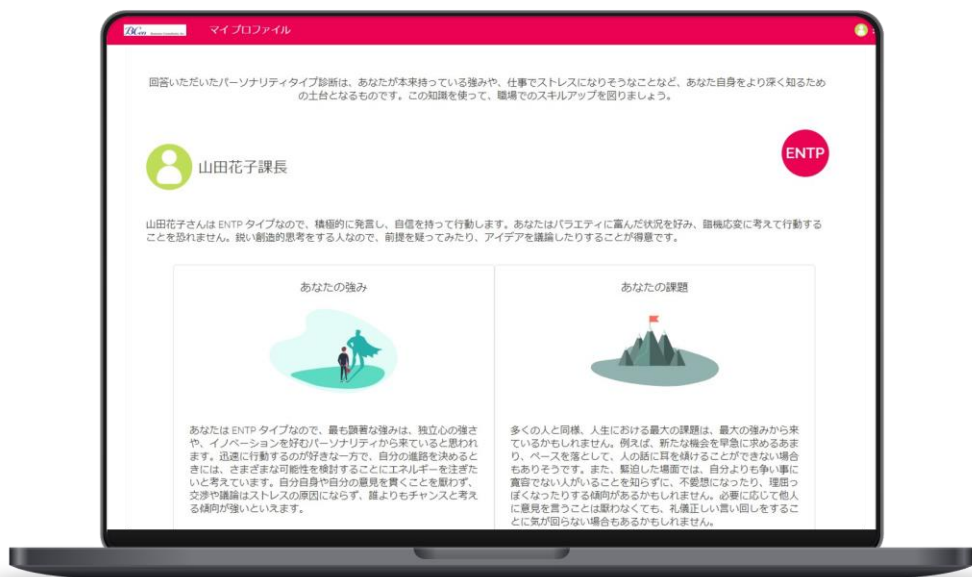 BCon
マイ プロファイル
回答いただいたパーソナリティタイプ診断は、あなたが本来持っている強みや、仕事でストレスになりそうなことなど、あなた自身をより深く知るため
の土台となるものです。この知識を使って、職場でのスキルアップを図りましょう。
山田花子課長
ENTP
山田花子さんは ENTP タイプなので、積極的に発言し、自信を持って行動します。あなたはバラエティに富んだ状況を好み、臨機応変に考えて行動する
ことを恐れません。鋭い創造的思考をする人なので、前提を疑ってみたり、アイデアを議論したりすることが得意です。
あなたの強み
あなたは ENTP タイプなので、最も顕著な強みは、独立心の強さ
や、イノベーションを好むパーソナリティから来ていると思われ
ます。迅速に行動するのが好きな一方で、自分の進路を決めると
きには、さまざまな可能性を検討することにエネルギーを注ぎた
いと考えています。自分自身や自分の意見を貫くことを厭わず、
交渉や議論はストレスの原因にならず、誰よりもチャンスと考え
る傾向が強いといえます。
あなたの課題
多くの人と同様、人生における最大の課題は、最大の強みから来
ているかもしれません。例えば、新たな機会を早急に求めるあま
り、ペースを落として、人の話に耳を傾けることができない場合
もありそうです。また、緊迫した場面では、自分よりも争い事に
寛容でない人がいることを知らずに、不愛想になったり、理屈っ
ぽくなったりする傾向があるかもしれません。必要に応じて他人
に意見を言うことは厭わなくても、礼儀正しい言い回しをするこ
とに気が回らない場合もあるかもしれません。